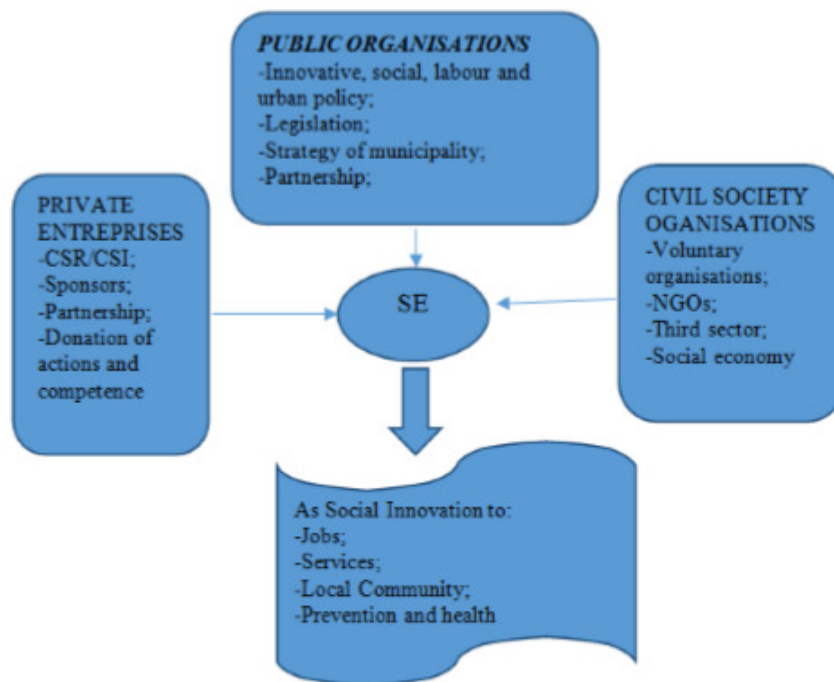 PUBLIC ORGANISATIONS
-Innovative, social, labour and
urban policy;
-Legislation;
-Strategy of municipality;
-Partnership;
PRIVATE
ENTREPRISES
-CSR/CSI;
-Sponsors;
-Partnership;
-Donation of
actions and
competence
SE
CIVIL SOCIETY
OGANISATIONS
-Voluntary
organisations;
-NGOs;
-Third sector;
-Social economy
As Social Innovation to:
-Jobs;
-Services;
-Local Community;
-Prevention and health